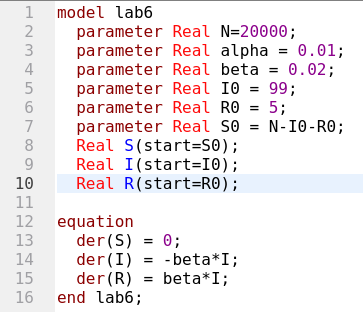 1 model lab6
2 parameter Real N=20000;
3 parameter Real alpha = 0.01;
4 parameter Real beta = 0.02;
5 parameter Real I0 = 99;
6 parameter Real R0 = 5;
7 parameter Real S0 = N-I0-R0;
8 Real S(start=S0);
9 Real I(start=I0);
10 Real R(start=R0);
11
12 equation
13 der(S) = 0;
14 der(I) = -beta*I;
15 der(R) = beta*I;
16 end lab6;